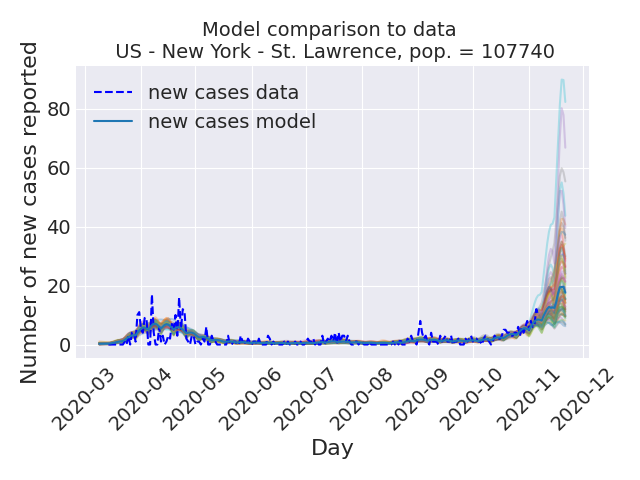 Model comparison to data
US - New York - St. Lawrence, pop. = 107740
Number of new cases reported
new cases data
new cases model
80
60
40
20
0
2020-03
2020-04
2020-05
2020-06
2020-07
2020-08
2020-09
2020-10
2020-11
2020-12
Day